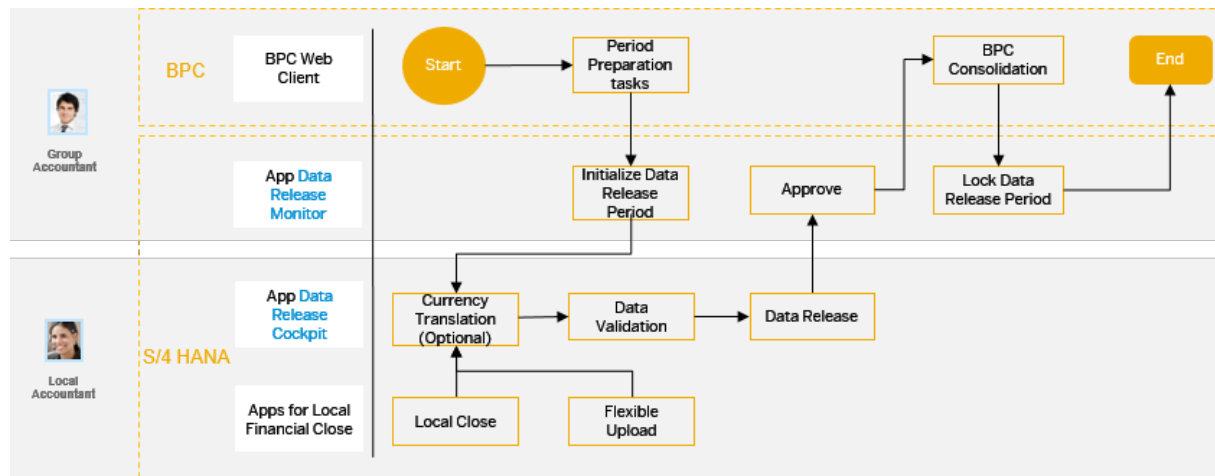 BPC
BPC Web
Client
Start
Period
Preparation
tasks
BPC
Consolidation
End
Group
Accountant
App Data
Release
Monitor
Initialize Data
Release
Period
Approve
Lock Data
Release Period
S/4 HANA
App Data
Release
Cockpit
Currency
Translation
(Optional)
Data
Validation
Data Release
Local
Accountant
Apps for Local
Financial Close
Local Close
Flexible
Upload